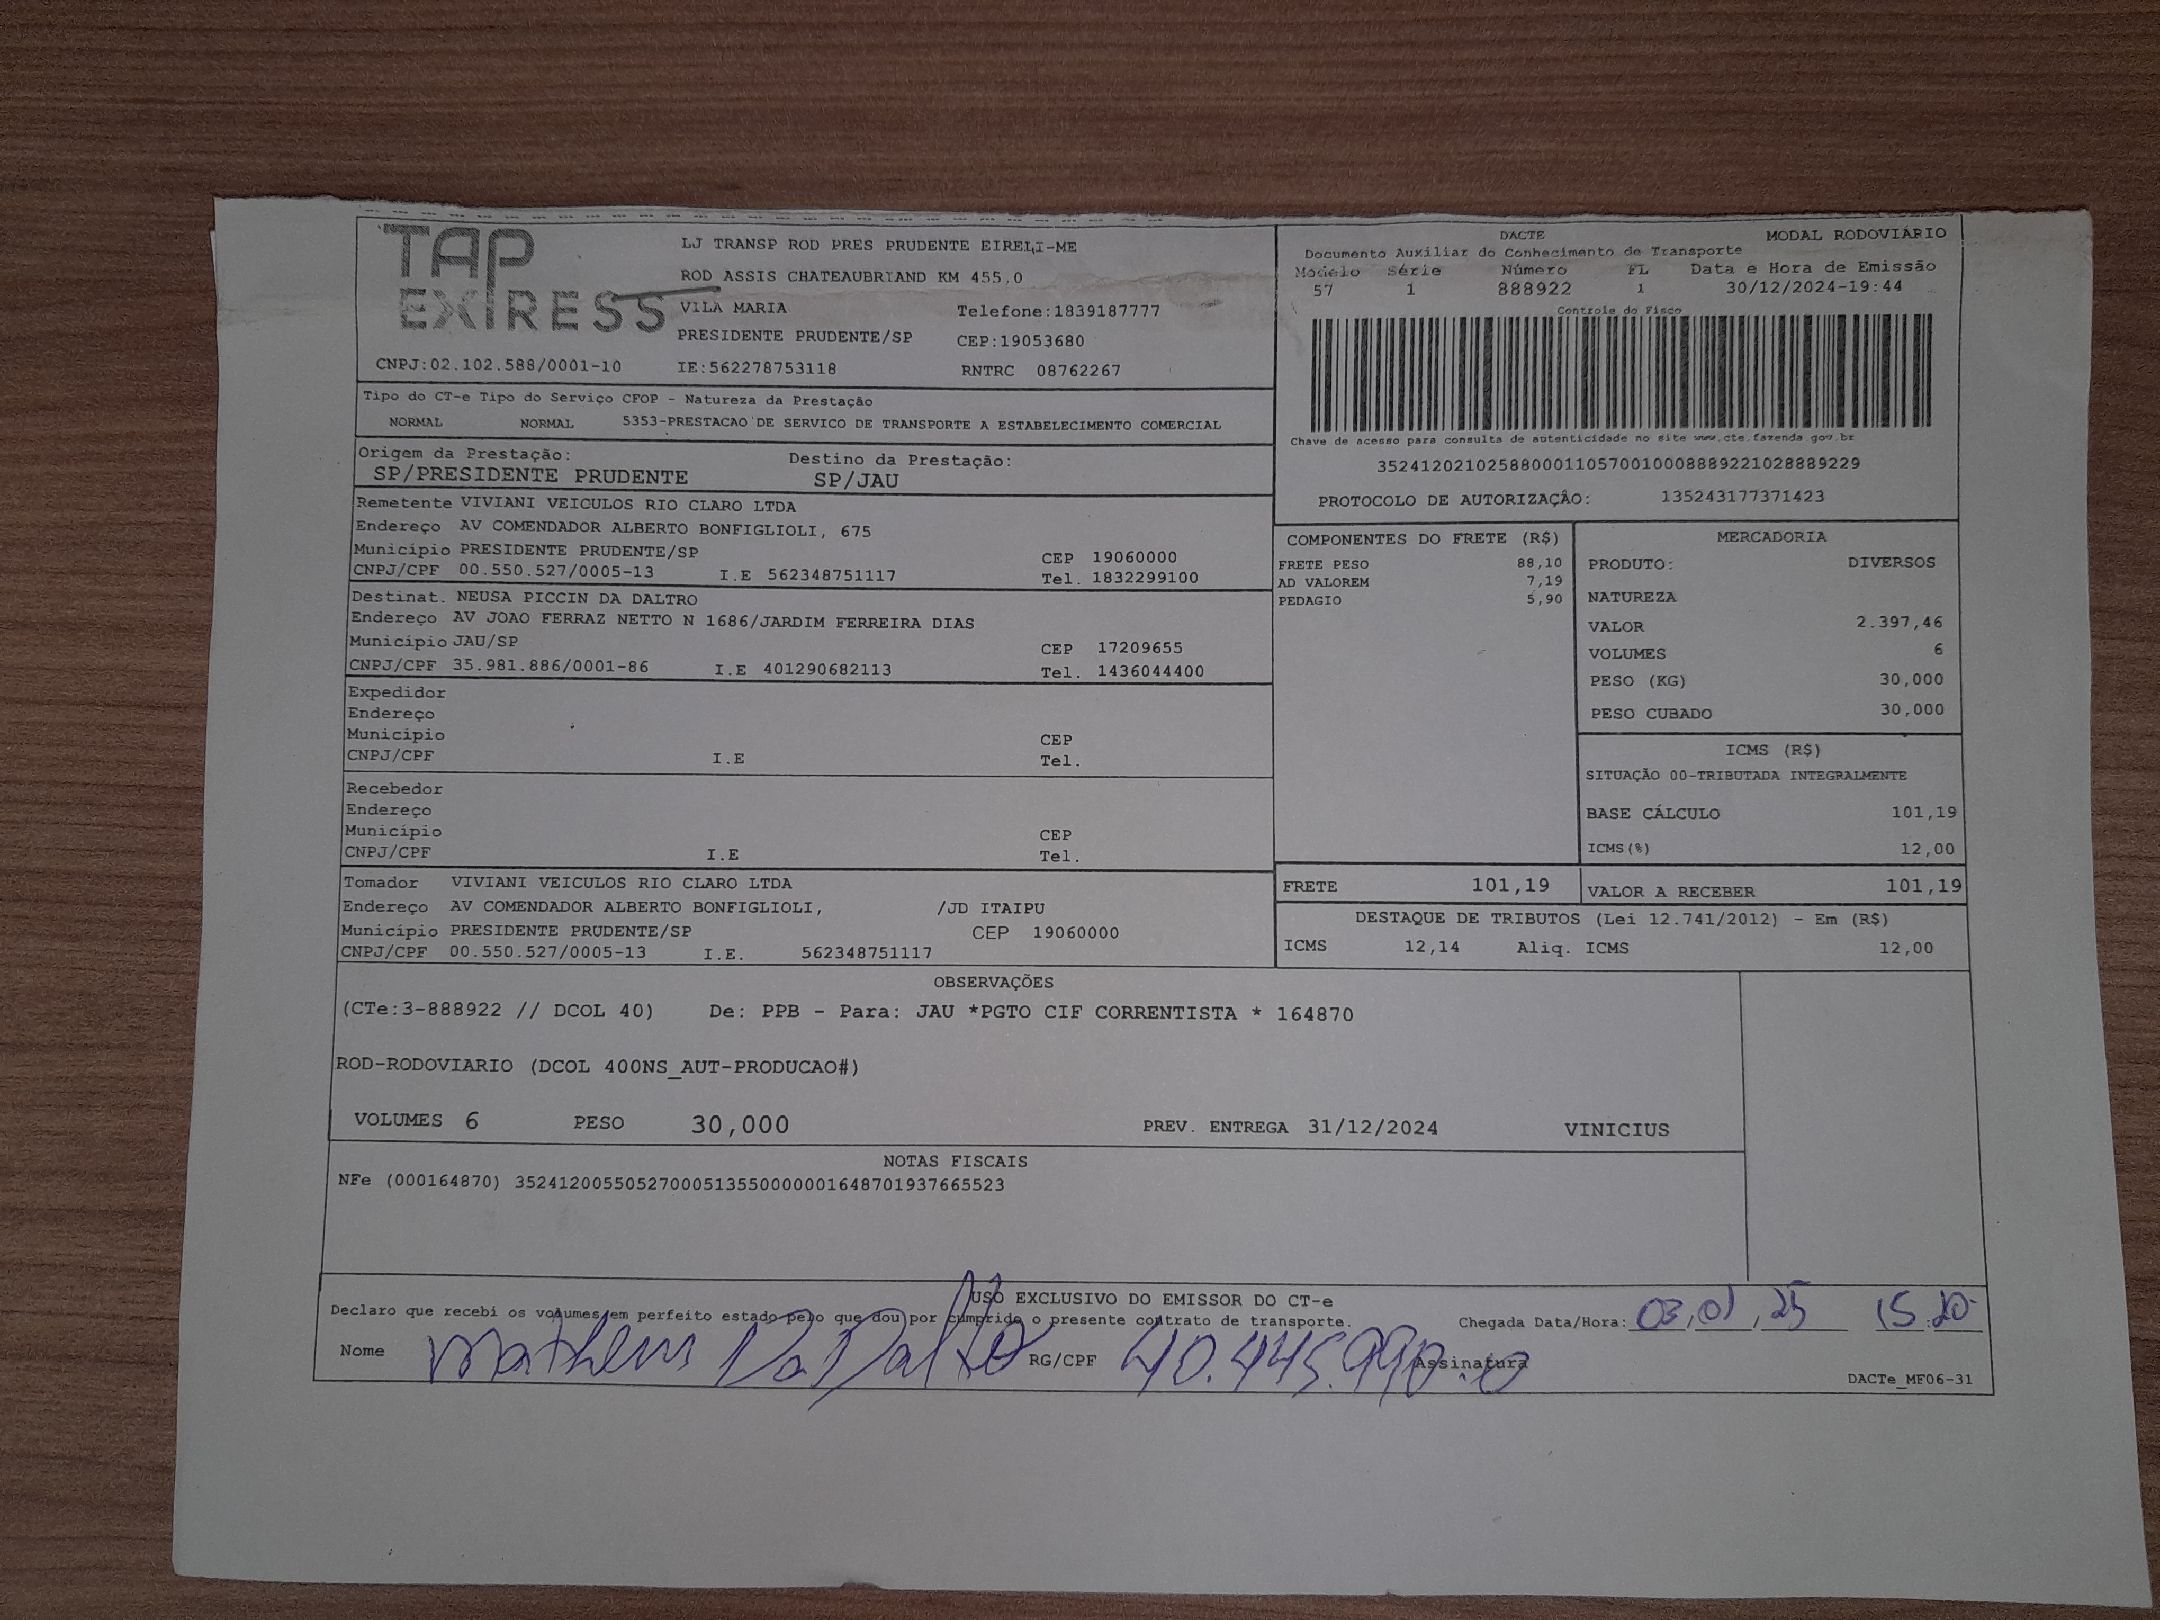 TAP
EXPRESS
LJ TRANSP ROD PRES PRUDENTE EIRELI-ME
ROD ASSIS CHATEAUBRIAND KM 455,0
VILA MARIA Telefone:1839187777
PRESIDENTE PRUDENTE/SP CEP:19053680
CNPJ:02.102.588/0001-10 IE:562278753118 RNTRC 08762267
DACTE MODAL RODOVIÁRIO
Documento Auxiliar do Conhecimento de Transporte
Modelo Série Número FL Data e Hora de Emissão
57 1 888922 1 30/12/2024-19:44
Controle do Fisco
Chave de acesso para consulta de autenticidade no site www.cte.fazenda.gov.br
35241202102588000110570010008889221028889229
PROTOCOLO DE AUTORIZAÇÃO: 135243177371423
Tipo do CT-e Tipo do Serviço CFOP - Natureza da Prestação
NORMAL NORMAL 5353-PRESTACAO DE SERVICO DE TRANSPORTE A ESTABELECIMENTO COMERCIAL
Origem da Prestação: Destino da Prestação:
SP/PRESIDENTE PRUDENTE SP/JAU
Remetente VIVIANI VEICULOS RIO CLARO LTDA
Endereço AV COMENDADOR ALBERTO BONFIGLIOLI, 675
Município PRESIDENTE PRUDENTE/SP CEP 19060000
CNPJ/CPF 00.550.527/0005-13 I.E 562348751117 Tel. 1832299100
Destinat. NEUSA PICCIN DA DALTRO
Endereço AV JOAO FERRAZ NETTO N 1686/JARDIM FERREIRA DIAS
Município JAU/SP CEP 17209655
CNPJ/CPF 35.981.886/0001-86 I.E 401290682113 Tel. 1436044400
Expedidor
Endereço
Município CEP
CNPJ/CPF I.E Tel.
Recebedor
Endereço
Município CEP
CNPJ/CPF I.E Tel.
Tomador VIVIANI VEICULOS RIO CLARO LTDA
Endereço AV COMENDADOR ALBERTO BONFIGLIOLI, /JD ITAIPU
Município PRESIDENTE PRUDENTE/SP CEP 19060000
CNPJ/CPF 00.550.527/0005-13 I.E. 562348751117
COMPONENTES DO FRETE (R$)
FRETE PESO 88,10
AD VALOREM 7,19
PEDAGIO 5,90
MERCADORIA
PRODUTO: DIVERSOS
NATUREZA
VALOR 2.397,46
VOLUMES 6
PESO (KG) 30,000
PESO CUBADO 30,000
ICMS (R$)
SITUAÇÃO 00-TRIBUTADA INTEGRALMENTE
BASE CÁLCULO 101,19
ICMS(%) 12,00
FRETE 101,19 VALOR A RECEBER 101,19
DESTAQUE DE TRIBUTOS (Lei 12.741/2012) - Em (R$)
ICMS 12,14 Aliq. ICMS 12,00
OBSERVAÇÕES
(CTe:3-888922 // DCOL 40) De: PPB - Para: JAU *PGTO CIF CORRENTISTA * 164870
ROD-RODOVIARIO (DCOL 400NS_AUT-PRODUCAO#)
VOLUMES 6 PESO 30,000 PREV. ENTREGA 31/12/2024 VINICIUS
NOTAS FISCAIS
NFe (000164870) 35241200550527000513550000001648701937665523
USO EXCLUSIVO DO EMISSOR DO CT-e
Declaro que recebi os volumes em perfeito estado pelo que dou por cumprido o presente contrato de transporte. Chegada Data/Hora: 03,01,25 15:20
Nome Matheus Da Dalto RG/CPF 40.445.990.0 Assinatura
DACTe_MF06-31